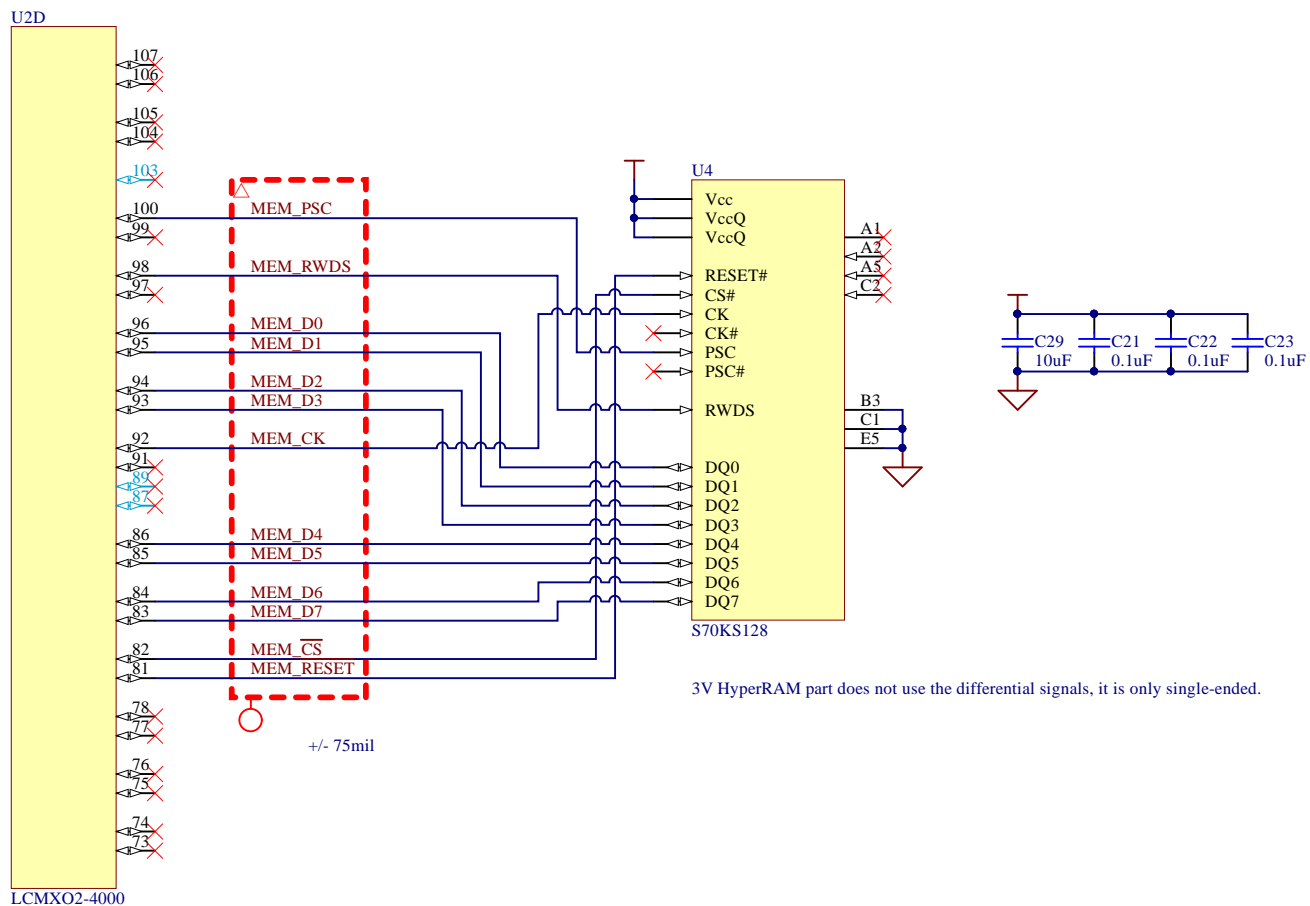 U2D
107
106
105
104
103
100
99
98
97
96
95
94
93
92
91
89
87
86
85
84
83
82
81
78
77
76
75
74
73
LCMXO2-4000
MEM_PSC
MEM_RWDS
MEM_D0
MEM_D1
MEM_D2
MEM_D3
MEM_CK
MEM_D4
MEM_D5
MEM_D6
MEM_D7
MEM_CS
MEM_RESET
+/- 75mil
U4
Vcc
VccQ
VccQ
RESET#
CS#
CK
CK#
PSC
PSC#
RWDS
DQ0
DQ1
DQ2
DQ3
DQ4
DQ5
DQ6
DQ7
A1
A2
A5
C2
B3
C1
E5
S70KS128
3V HyperRAM part does not use the differential signals, it is only single-ended.
C29
10uF
C21
0.1uF
C22
0.1uF
C23
0.1uF